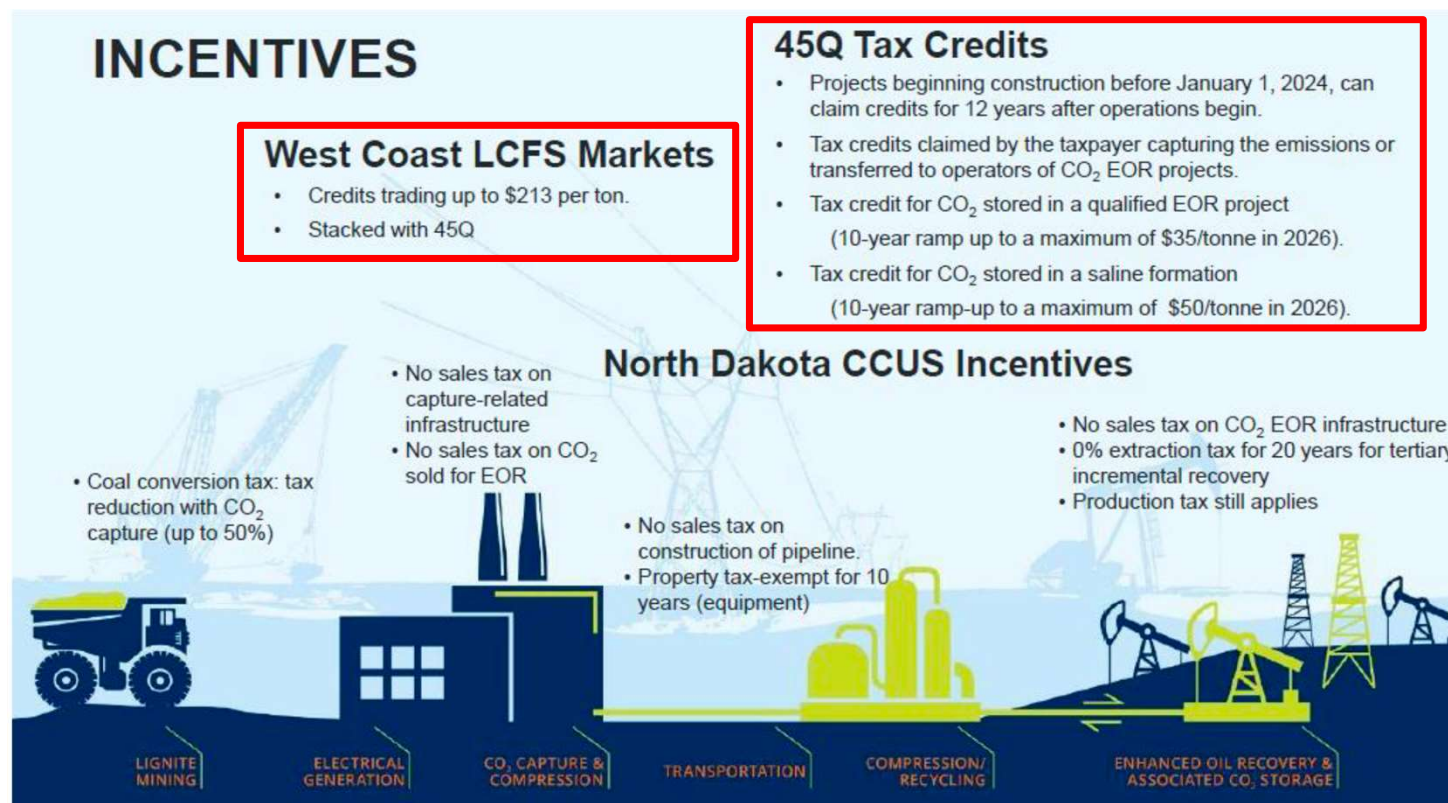 INCENTIVES
West Coast LCFS Markets
• Credits trading up to $213 per ton.
• Stacked with 45Q
45Q Tax Credits
• Projects beginning construction before January 1, 2024, can
claim credits for 12 years after operations begin.
• Tax credits claimed by the taxpayer capturing the emissions or
transferred to operators of CO₂ EOR projects.
• Tax credit for CO₂ stored in a qualified EOR project
(10-year ramp up to a maximum of $35/tonne in 2026).
• Tax credit for CO₂ stored in a saline formation
(10-year ramp-up to a maximum of $50/tonne in 2026).
North Dakota CCUS Incentives
• Coal conversion tax: tax
reduction with CO₂
capture (up to 50%)
• No sales tax on
capture-related
infrastructure
• No sales tax on CO₂
sold for EOR
• No sales tax on
construction of pipeline.
• Property tax-exempt for 10
years (equipment)
• No sales tax on CO₂ EOR infrastructure
• 0% extraction tax for 20 years for tertiary
incremental recovery
• Production tax still applies
LIGNITE
MINING
ELECTRICAL
GENERATION
CO₂ CAPTURE &
COMPRESSION
TRANSPORTATION
COMPRESSION/
RECYCLING
ENHANCED OIL RECOVERY &
ASSOCIATED CO₂ STORAGE